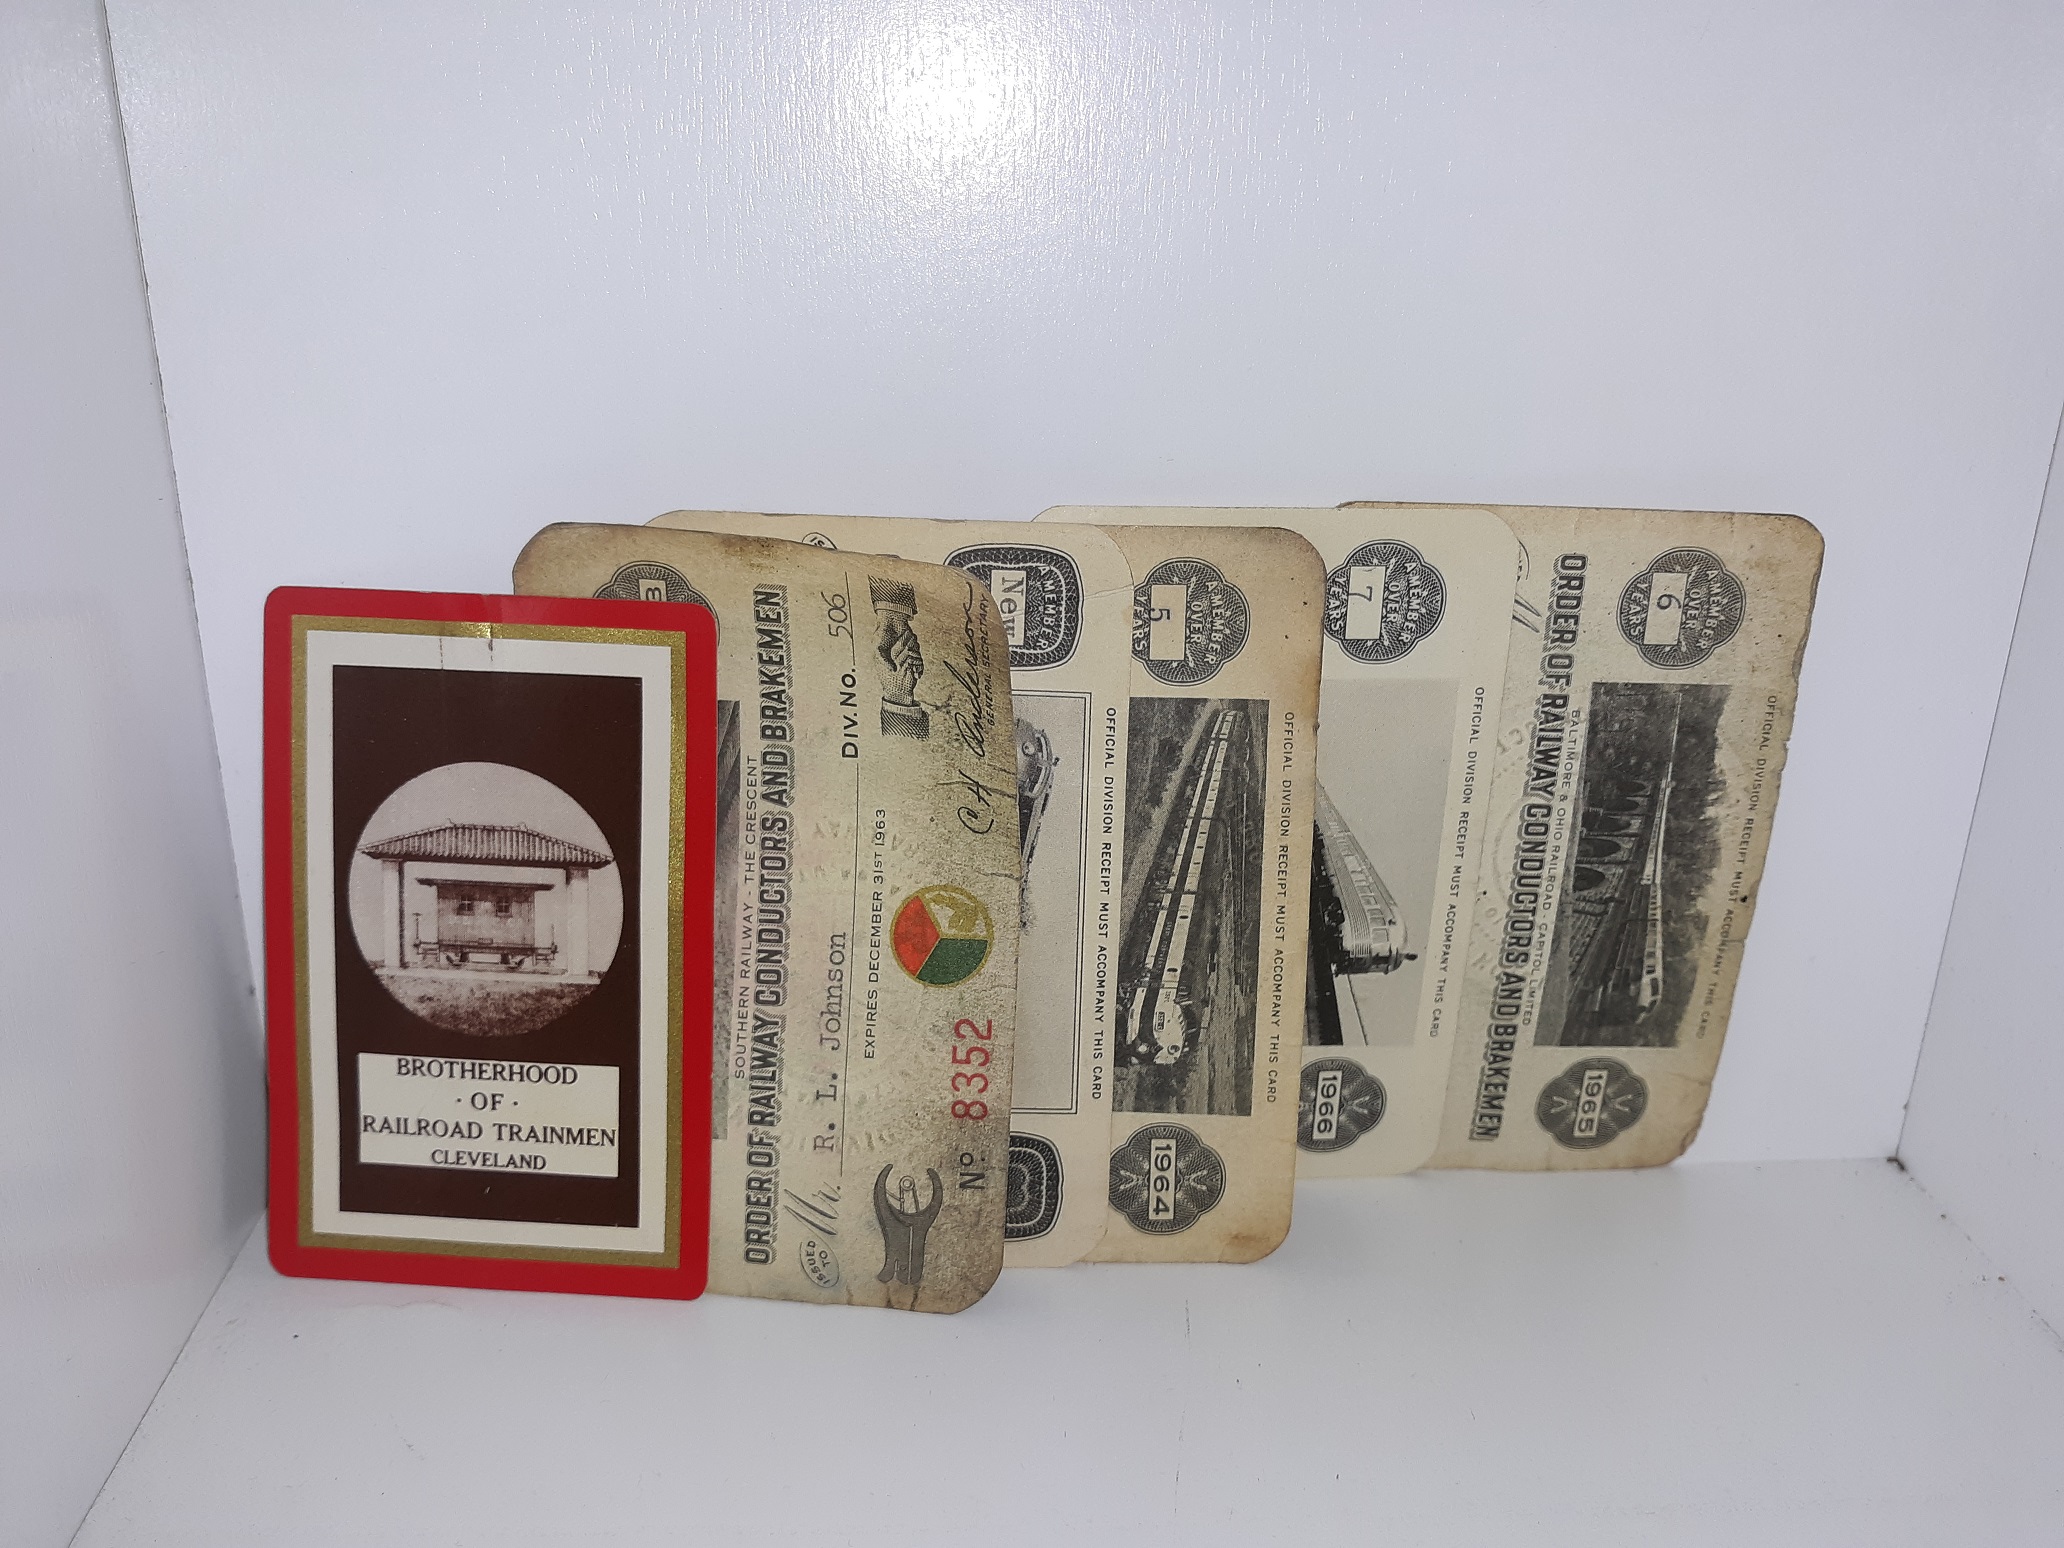 BROTHERHOOD
· OF ·
RAILROAD TRAINMEN
CLEVELAND
SOUTHERN RAILWAY - THE CRESCENT
ORDER OF RAILWAY CONDUCTORS AND BRAKEMEN
ISSUED TO Mr. R. L. Johnson DIV. No. 506
EXPIRES DECEMBER 31ST 1963
C H Anderson
GENERAL SECRETARY
No. 8352
A MEMBER
New
OFFICIAL DIVISION RECEIPT MUST ACCOMPANY THIS CARD
A MEMBER
OVER
5
YEARS
1964
OFFICIAL DIVISION RECEIPT MUST ACCOMPANY THIS CARD
A MEMBER
OVER
7
YEARS
1966
OFFICIAL DIVISION RECEIPT MUST ACCOMPANY THIS CARD
ORDER OF RAILWAY CONDUCTORS AND BRAKEMEN
BALTIMORE & OHIO RAILROAD - CAPITOL LIMITED
A MEMBER
OVER
6
YEARS
1965
OFFICIAL DIVISION RECEIPT MUST ACCOMPANY THIS CARD